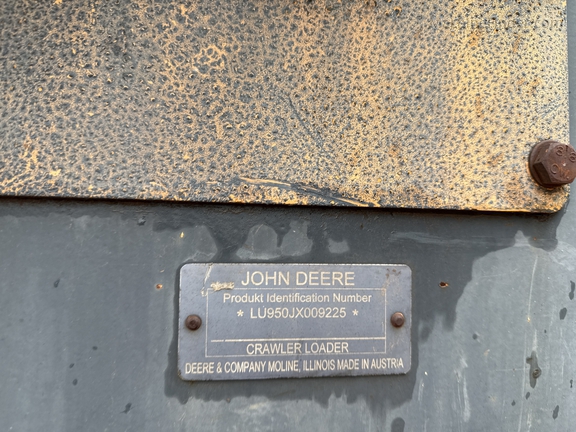 JOHN DEERE
Produkt Identification Number
* LU950JX009225 *
CRAWLER LOADER
DEERE & COMPANY MOLINE, ILLINOIS MADE IN AUSTRIA